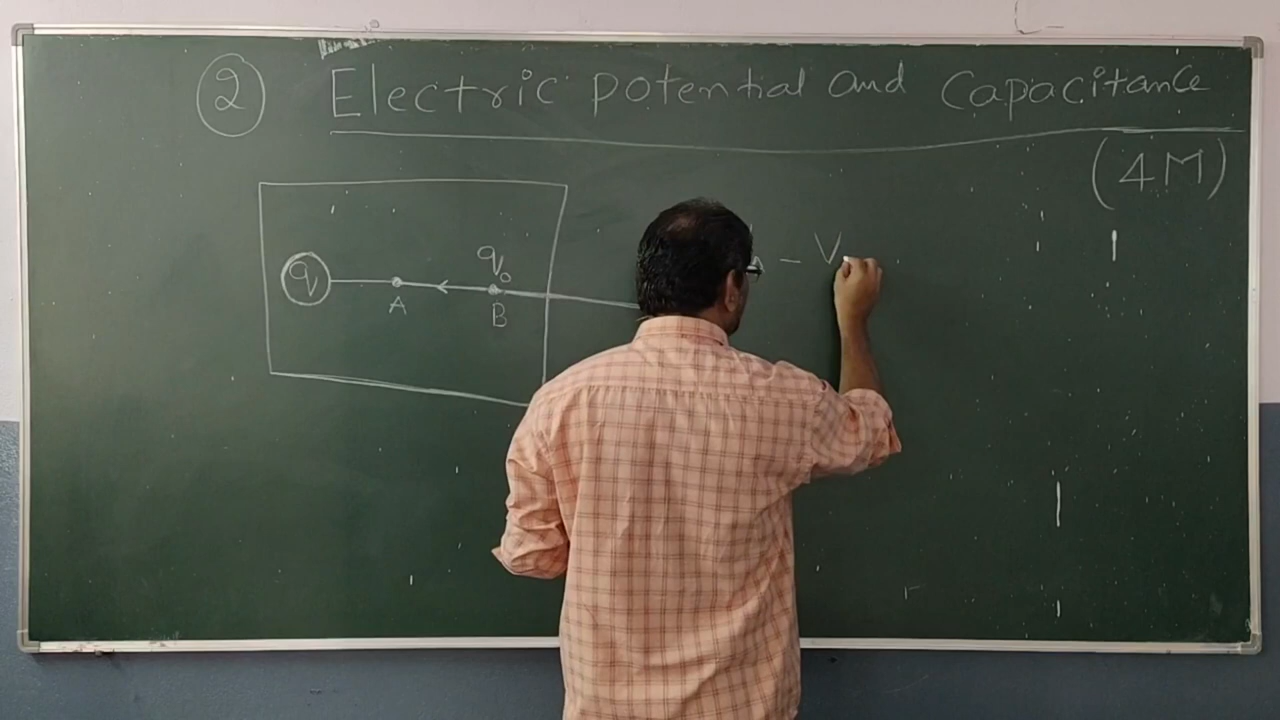 2 Electric potential and Capacitance
(4M)
q A q₀ B
A - V